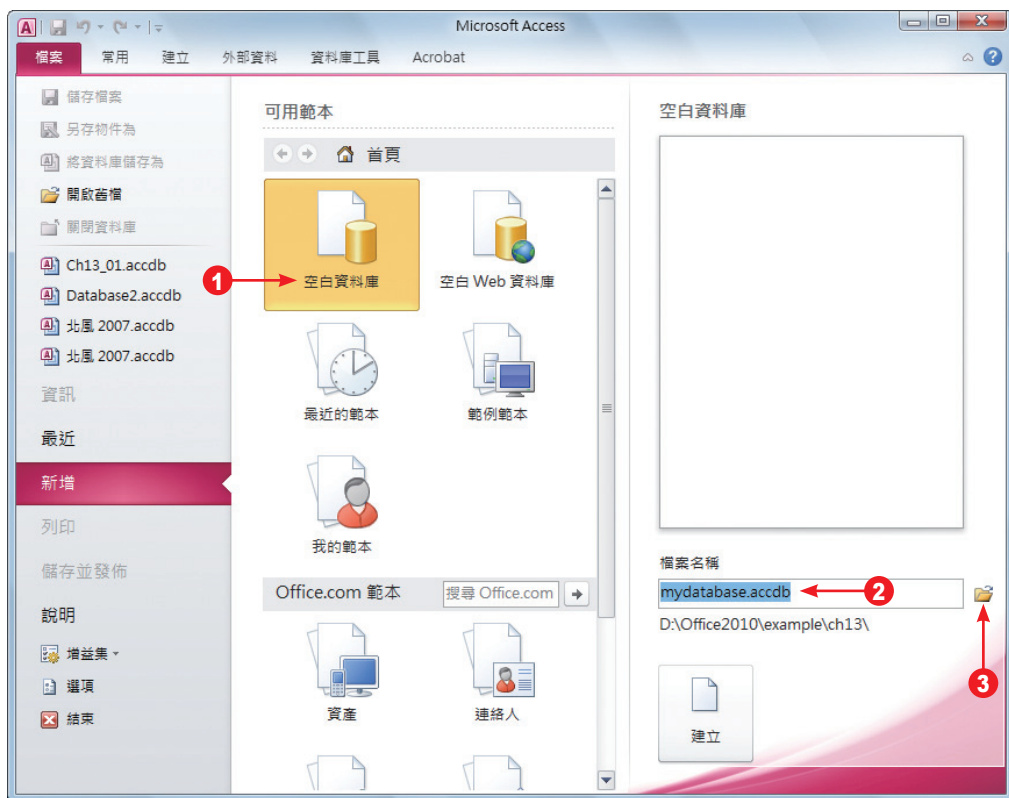 Microsoft Access
檔案 常用 建立 外部資料 資料庫工具 Acrobat
儲存檔案
另存物件為
將資料庫儲存為
開啟舊檔
關閉資料庫
Ch13_01.accdb
Database2.accdb
北風 2007.accdb
北風 2007.accdb
資訊
最近
新增
列印
儲存並發佈
說明
增益集
選項
結束
可用範本
首頁
1
空白資料庫 空白 Web 資料庫
最近的範本 範例範本
我的範本
Office.com 範本 搜尋 Office.com
資產 連絡人
空白資料庫
檔案名稱
mydatabase.accdb 2
D:\Office2010\example\ch13\
3
建立